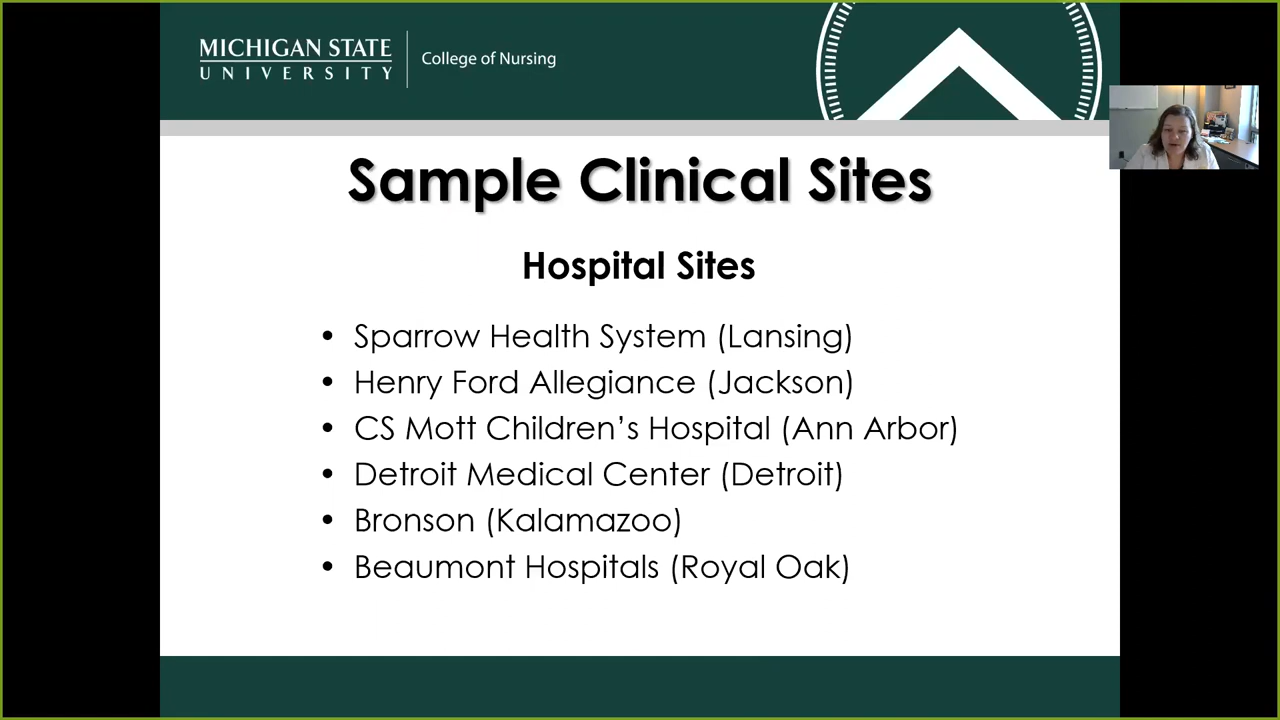 MICHIGAN STATE
UNIVERSITY
College of Nursing
Sample Clinical Sites
Hospital Sites
• Sparrow Health System (Lansing)
• Henry Ford Allegiance (Jackson)
• CS Mott Children’s Hospital (Ann Arbor)
• Detroit Medical Center (Detroit)
• Bronson (Kalamazoo)
• Beaumont Hospitals (Royal Oak)